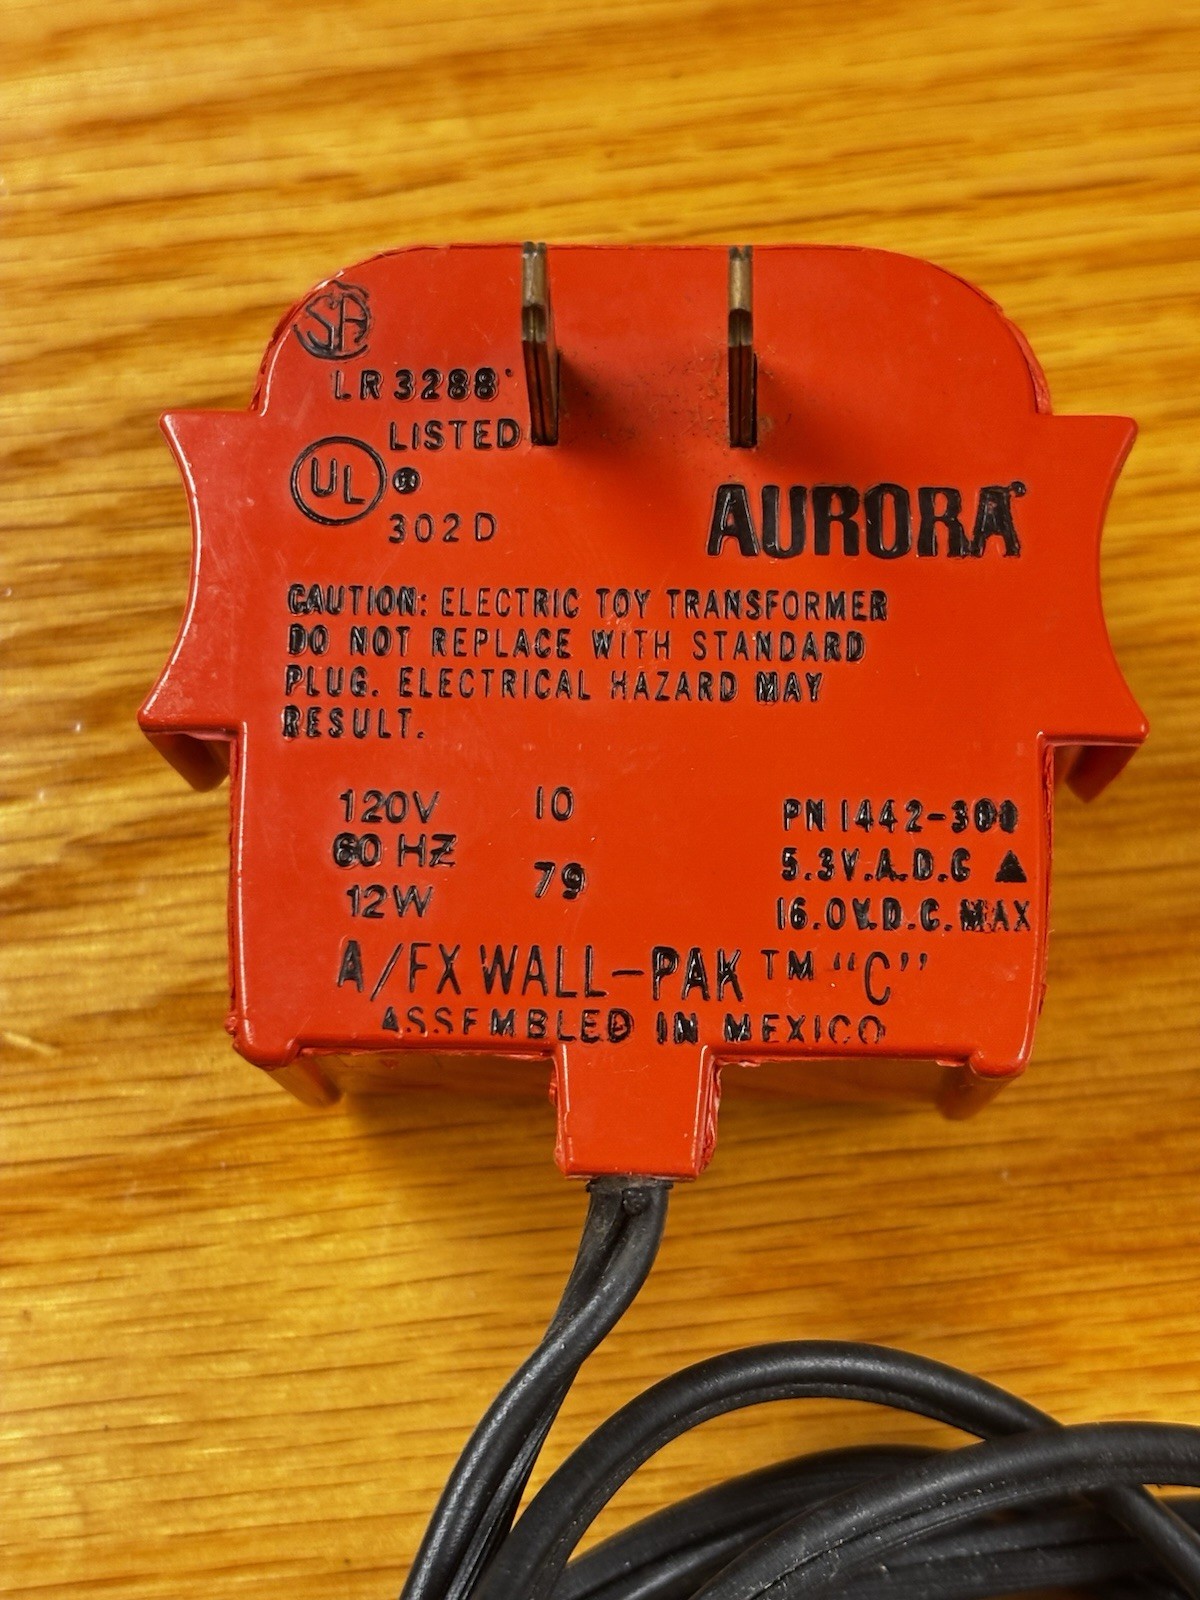 SA
LR3288
LISTED
UL ®
302D
AURORA®
CAUTION: ELECTRIC TOY TRANSFORMER
DO NOT REPLACE WITH STANDARD
PLUG. ELECTRICAL HAZARD MAY
RESULT.
120V
60 HZ
12W
10
79
PN 1442-300
5.3V.A.D.C ▲
16.0V.D.C.MAX
A/FX WALL-PAK TM "C"
ASSEMBLED IN MEXICO